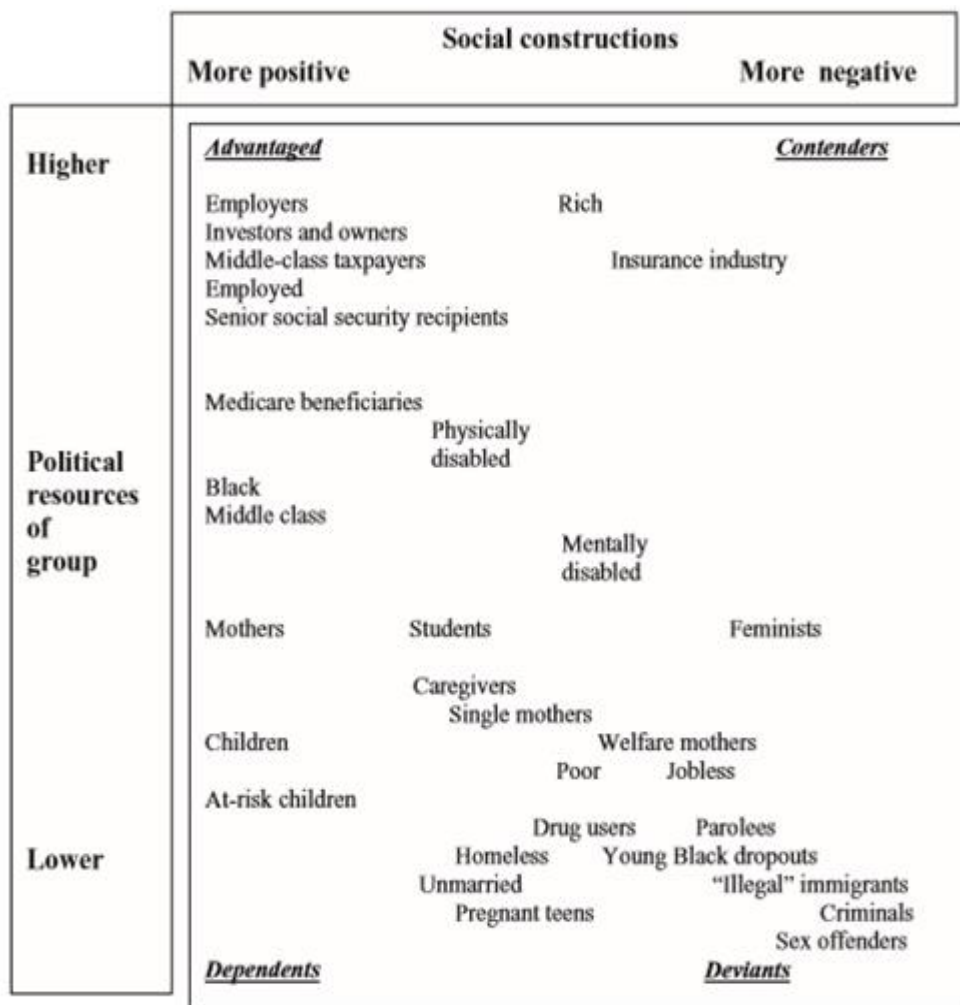 Social constructions
More positive More negative
Higher
Political
resources
of
group
Lower
Advantaged Contenders
Employers Rich
Investors and owners
Middle-class taxpayers Insurance industry
Employed
Senior social security recipients
Medicare beneficiaries
Physically
disabled
Black
Middle class
Mentally
disabled
Mothers Students Feminists
Caregivers
Single mothers
Children Welfare mothers
Poor Jobless
At-risk children
Drug users Parolees
Homeless Young Black dropouts
Unmarried “Illegal” immigrants
Pregnant teens Criminals
Sex offenders
Dependents Deviants